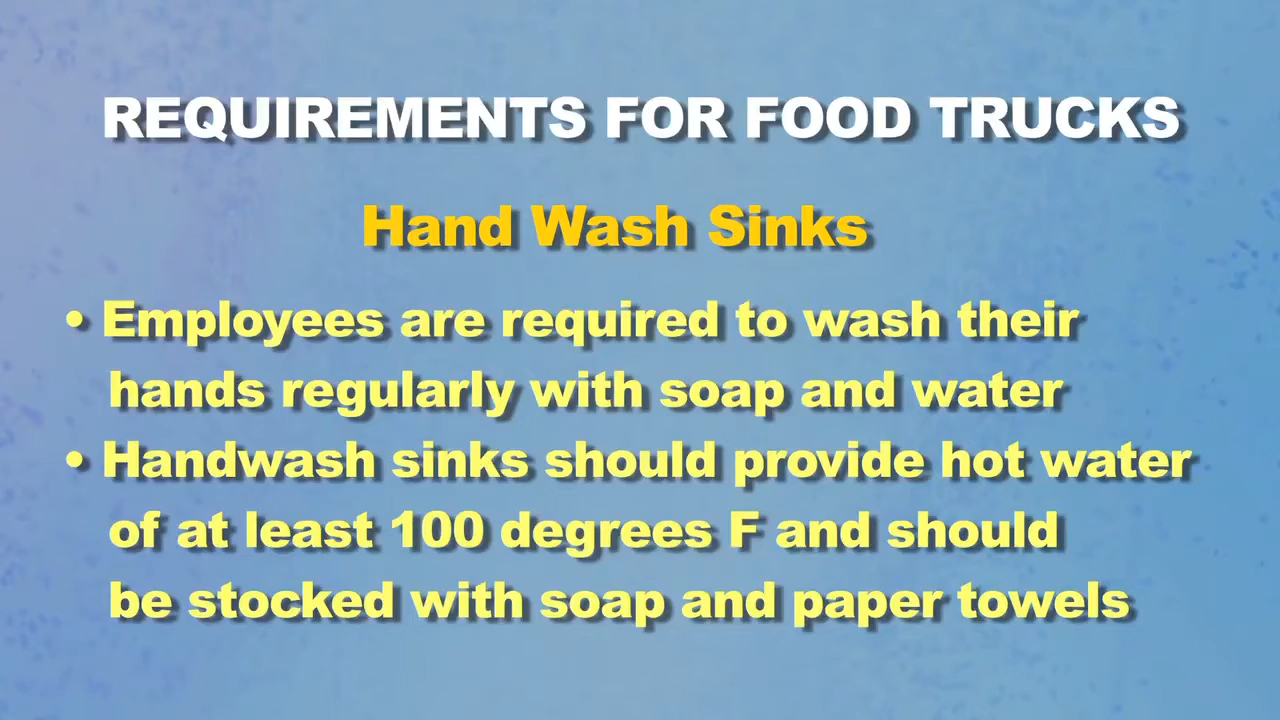 REQUIREMENTS FOR FOOD TRUCKS
Hand Wash Sinks
• Employees are required to wash their
hands regularly with soap and water
• Handwash sinks should provide hot water
of at least 100 degrees F and should
be stocked with soap and paper towels